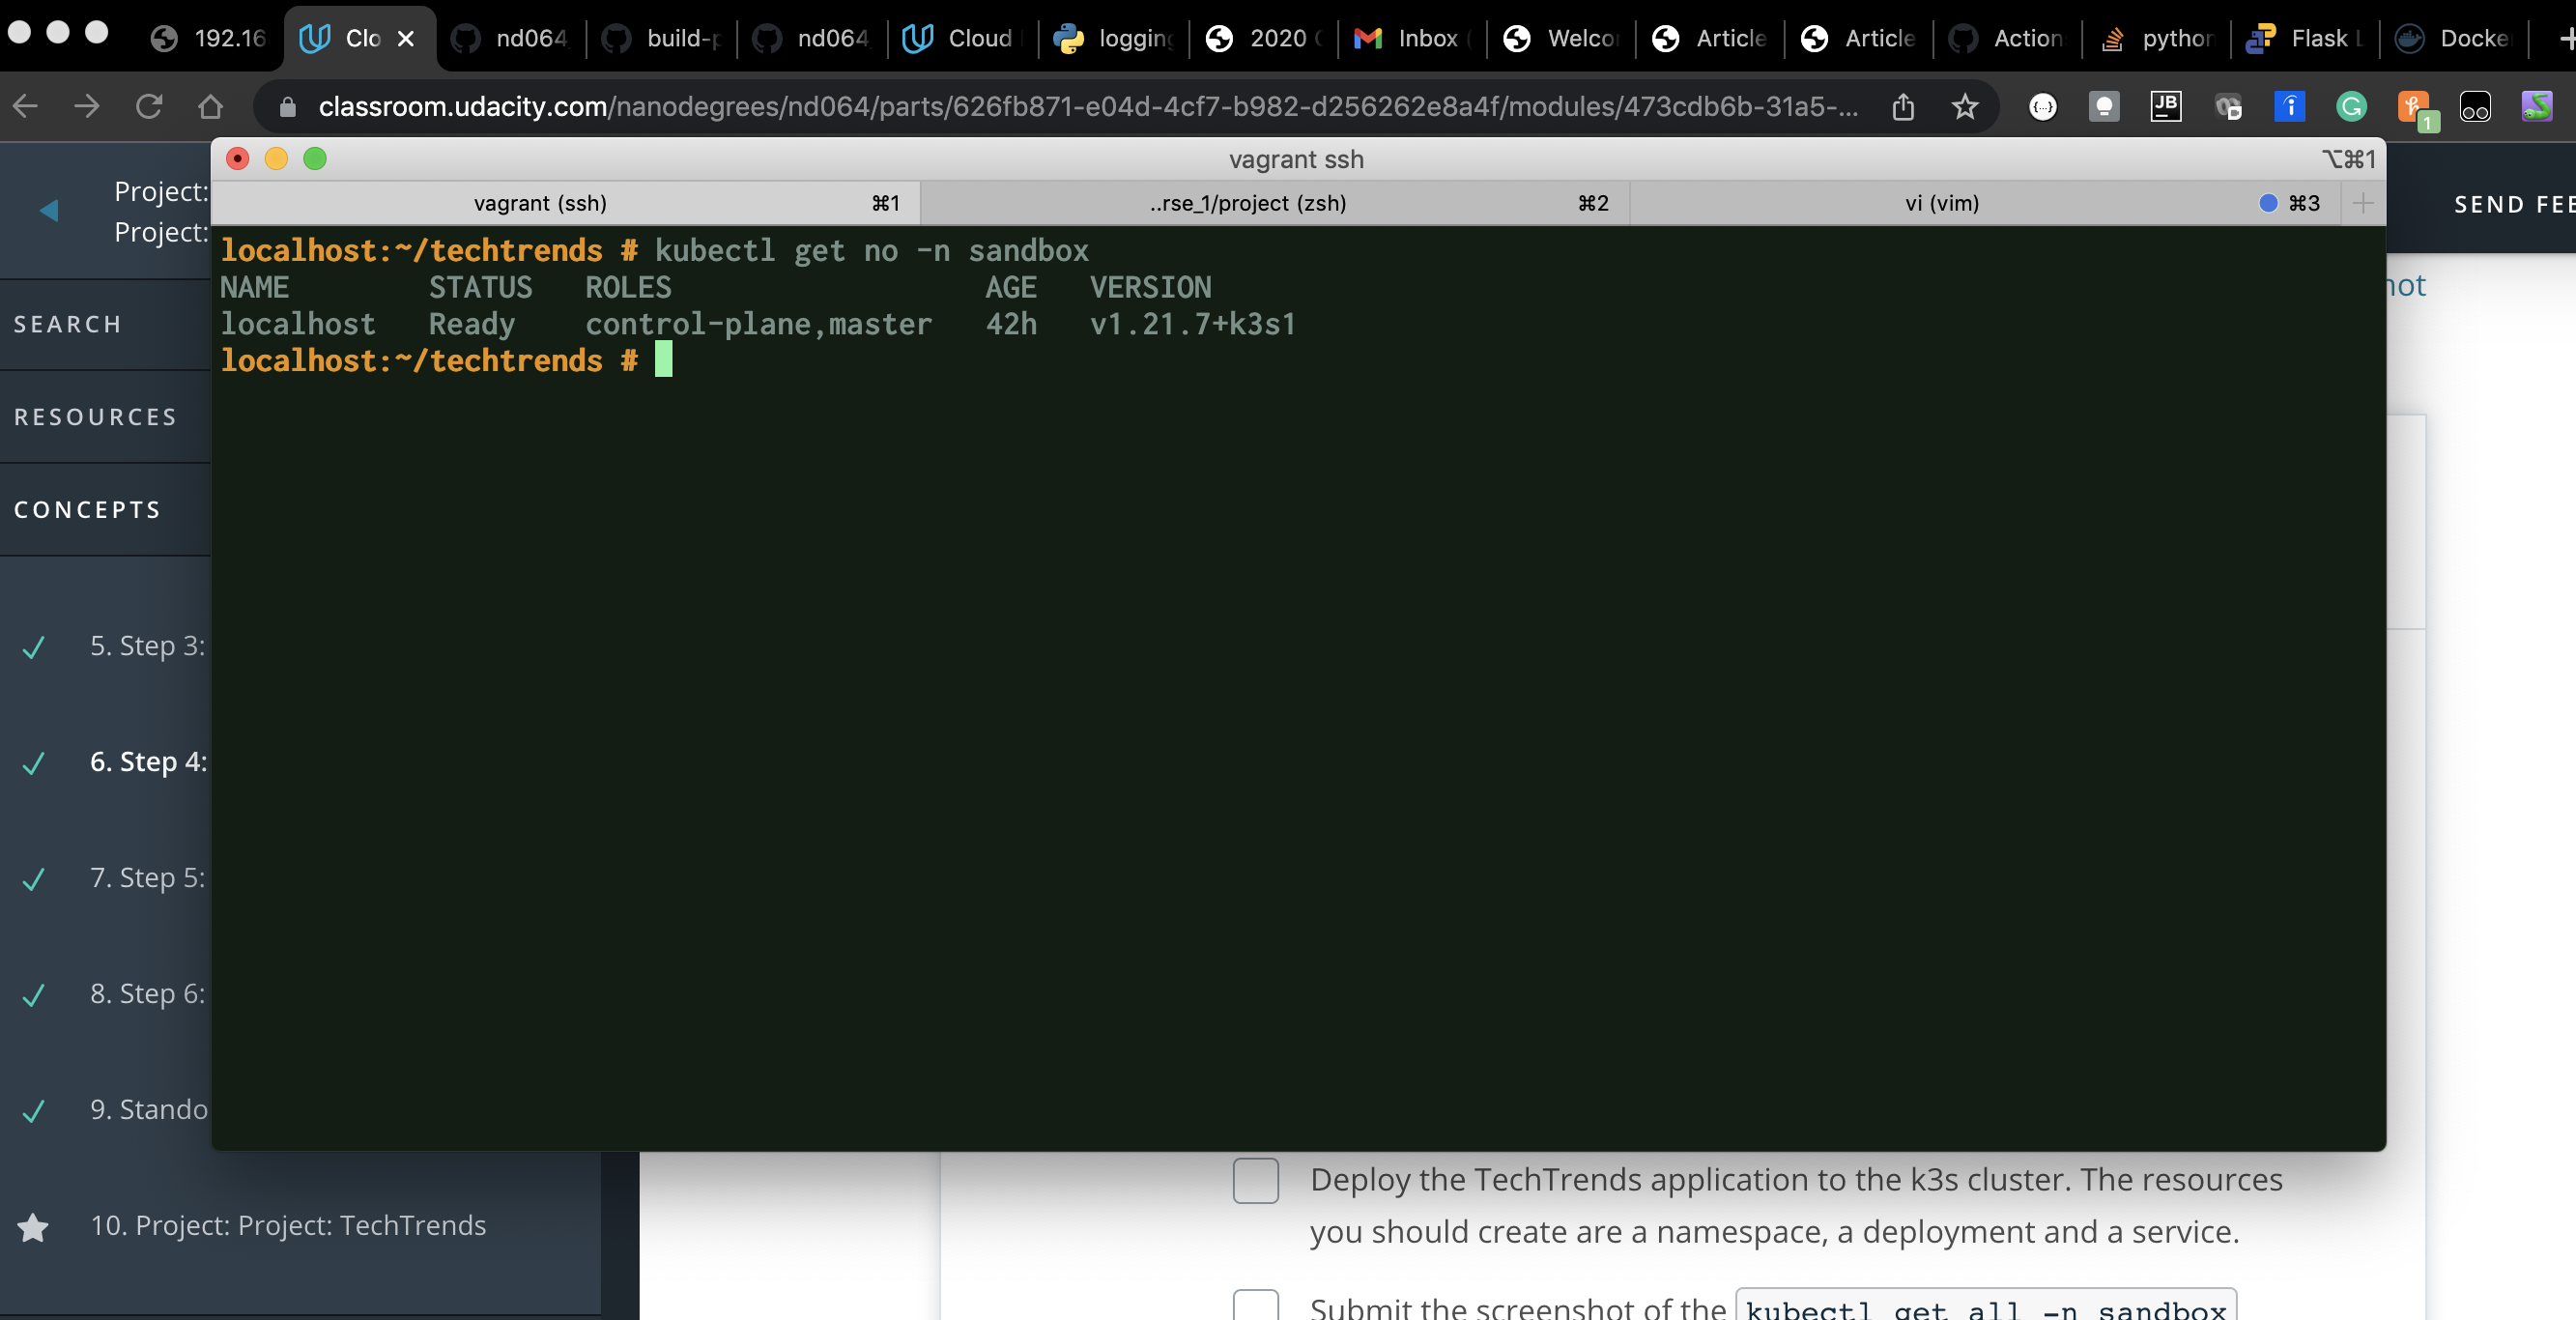 192.16
Clo
nd064
build-p
nd064
Cloud
logging
2020
Inbox
Welco
Article
Article
Action
python
Flask
Docke
classroom.udacity.com/nanodegrees/nd064/parts/626fb871-e04d-4cf7-b982-d256262e8a4f/modules/473cdb6b-31a5-...
JB
1
vagrant ssh
⌥⌘1
vagrant (ssh) ⌘1
..rse_1/project (zsh) ⌘2
vi (vim) ⌘3
Project:
Project:
SEND FEE
localhost:~/techtrends # kubectl get no -n sandbox
NAME STATUS ROLES AGE VERSION
localhost Ready control-plane,master 42h v1.21.7+k3s1
localhost:~/techtrends #
SEARCH
RESOURCES
CONCEPTS
5. Step 3:
6. Step 4:
7. Step 5:
8. Step 6:
9. Stando
10. Project: Project: TechTrends
Deploy the TechTrends application to the k3s cluster. The resources
you should create are a namespace, a deployment and a service.
Submit the screenshot of the kubectl get all -n sandbox